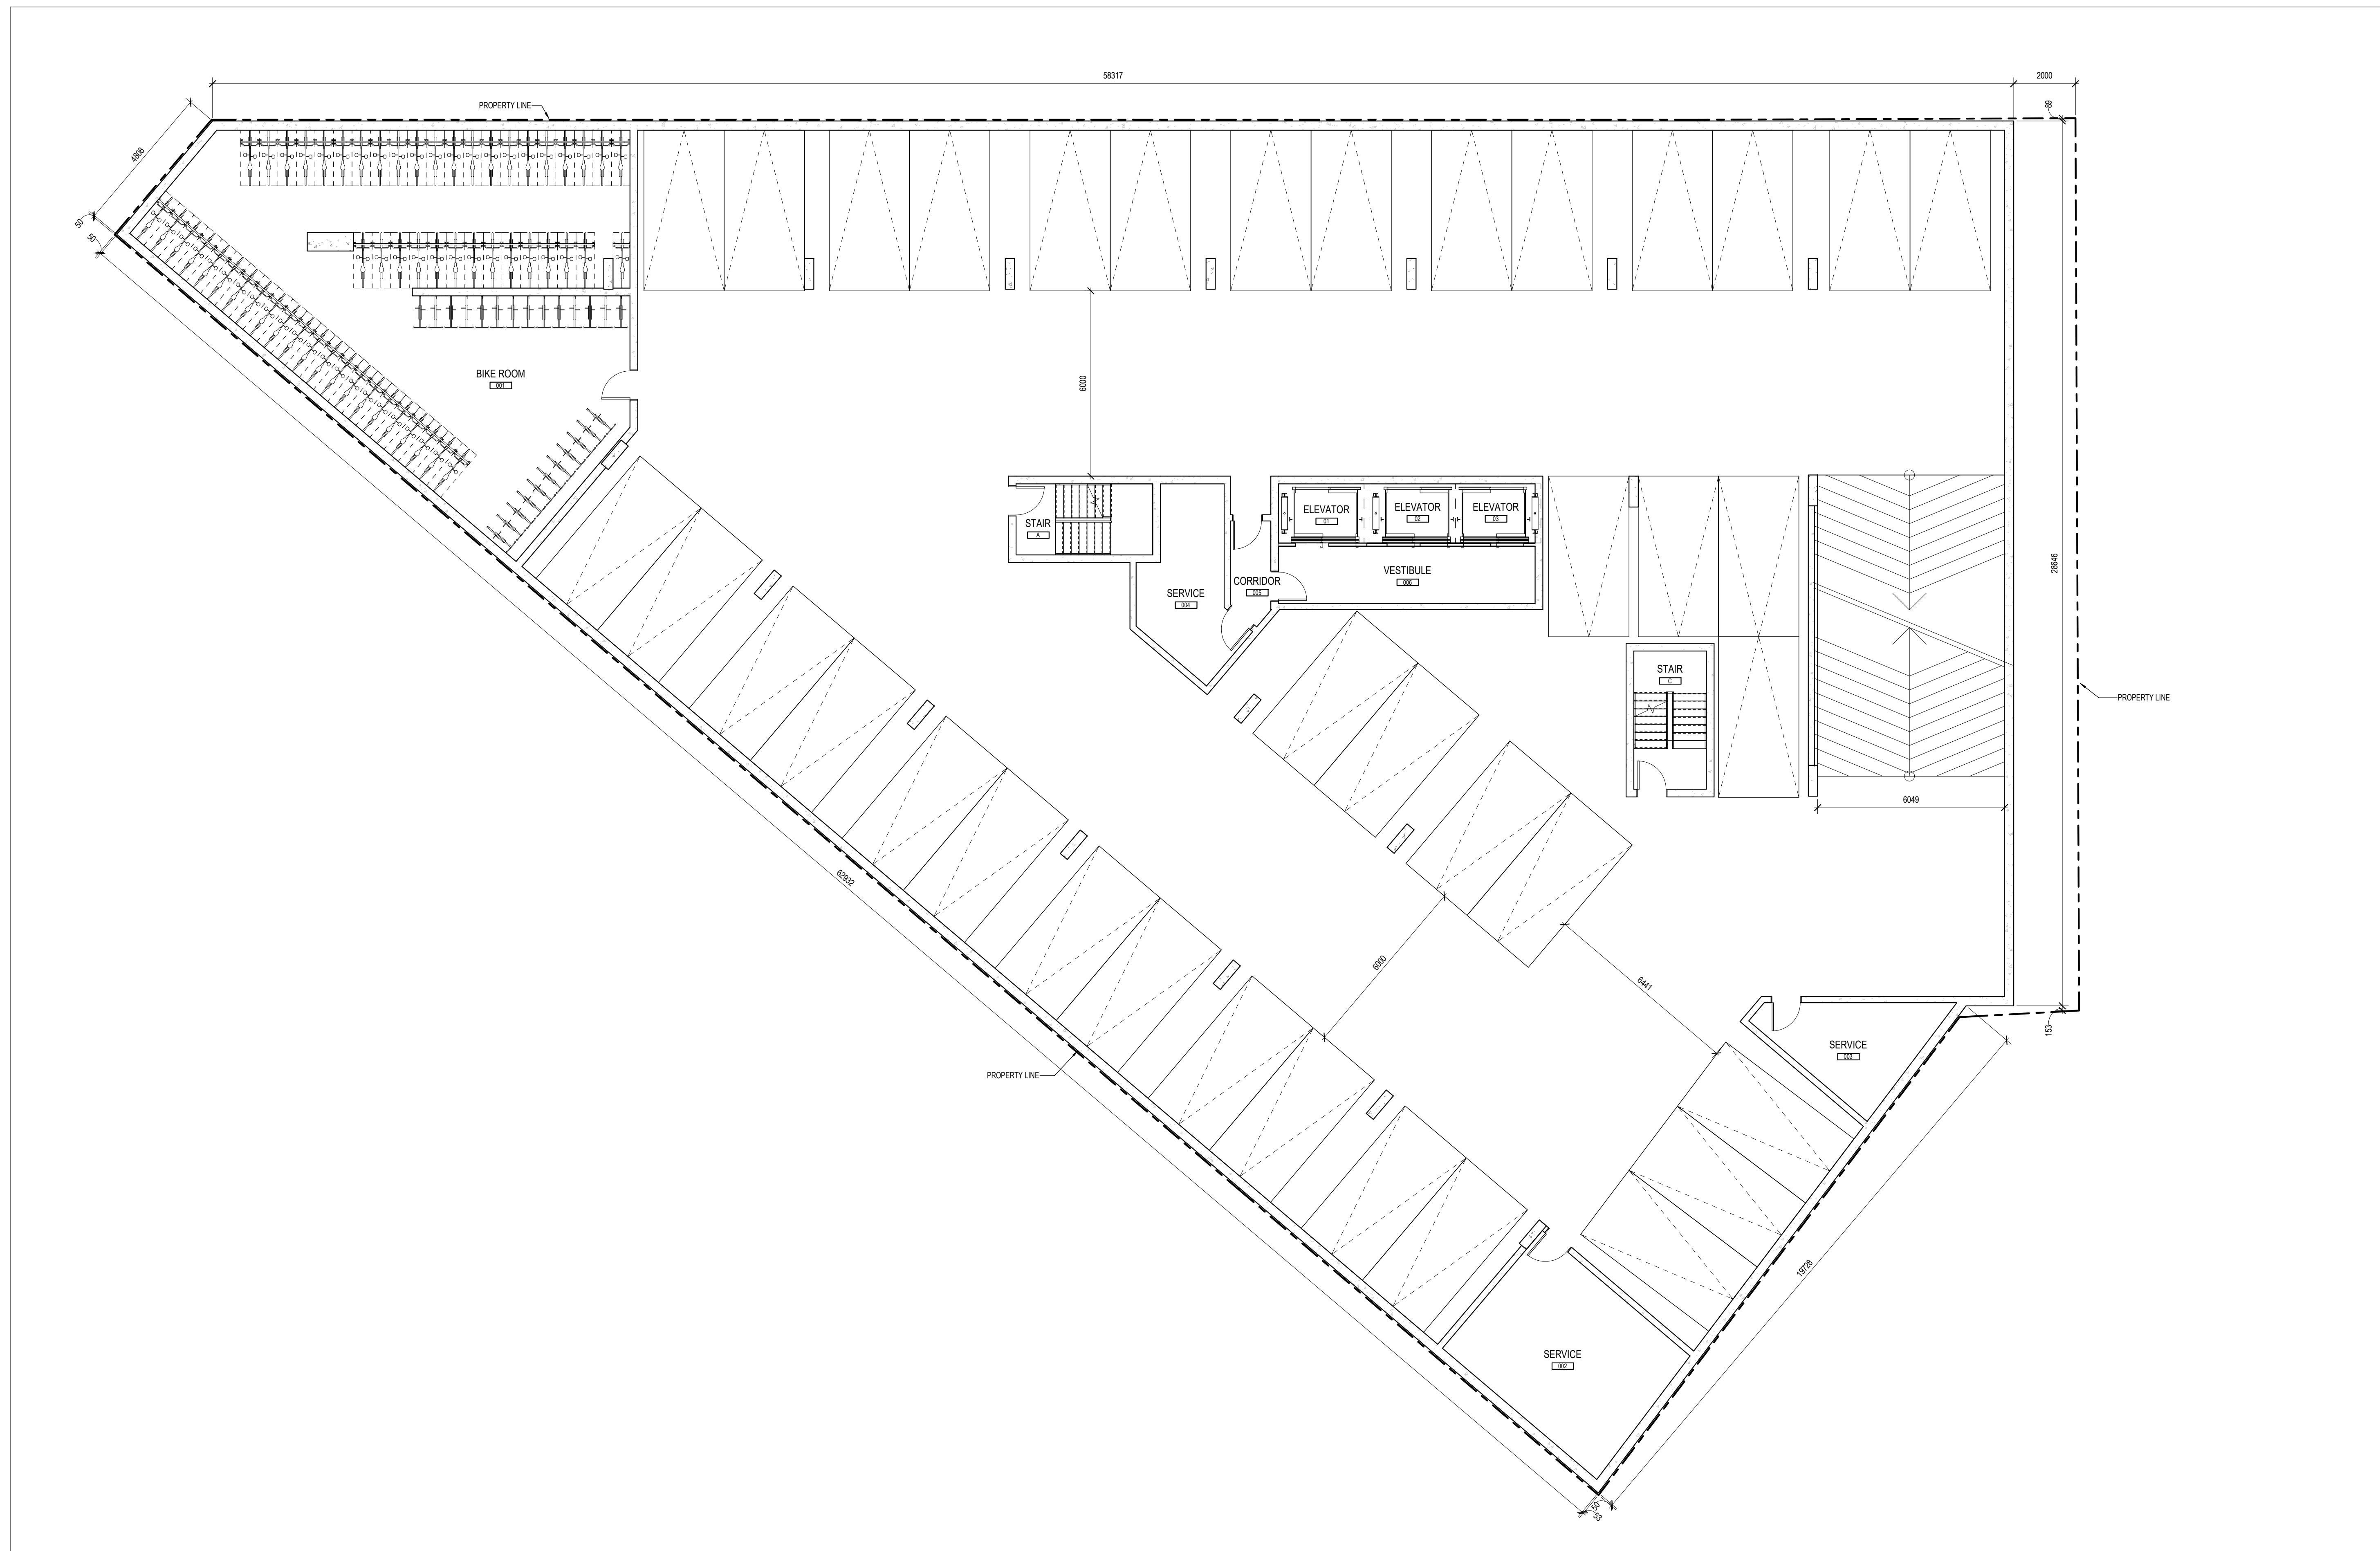 58317
2000
89
PROPERTY LINE
4808
50
50
BIKE ROOM
001
6000
STAIR
A
ELEVATOR
01
ELEVATOR
02
ELEVATOR
03
28646
VESTIBULE
006
CORRIDOR
005
SERVICE
004
STAIR
C
PROPERTY LINE
6049
62932
6000
6441
153
SERVICE
003
PROPERTY LINE
19728
SERVICE
002
50
53